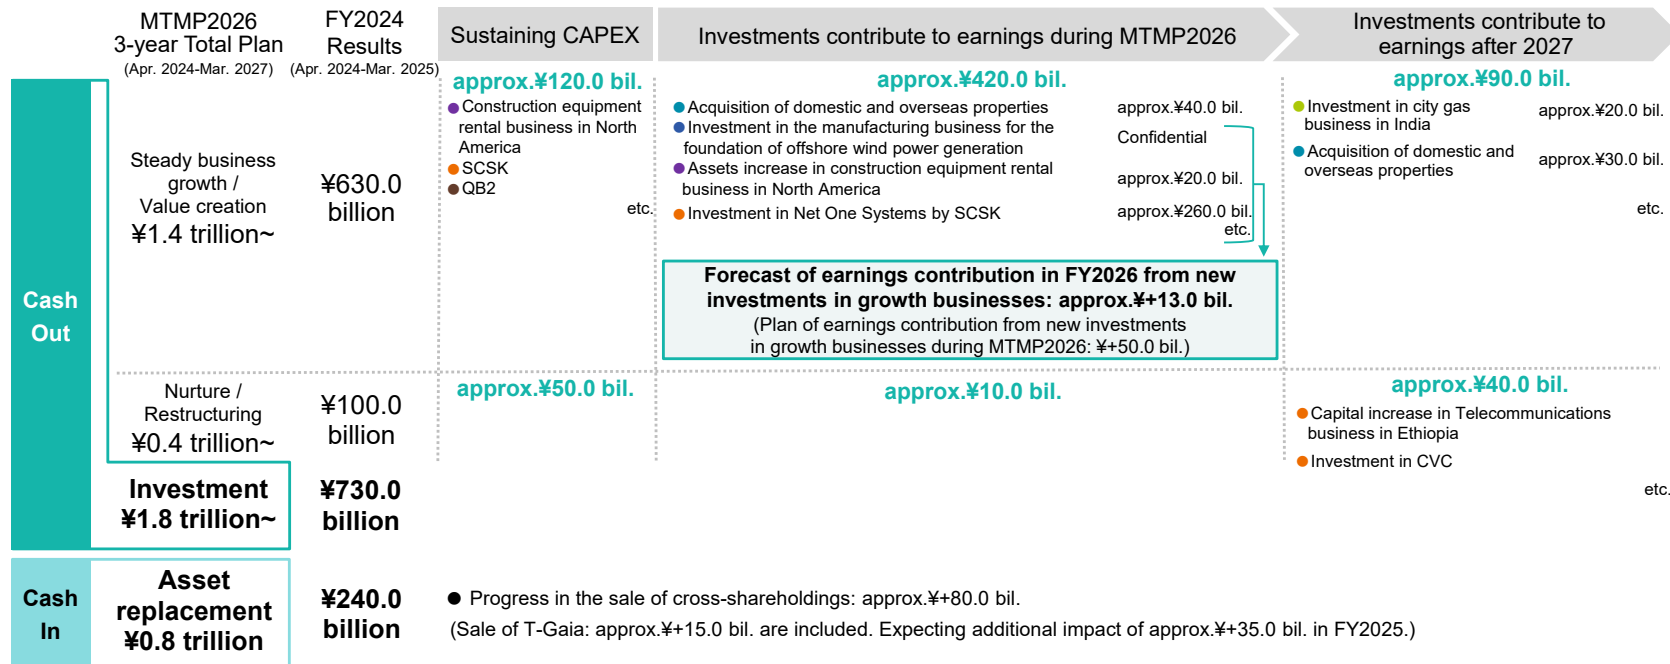 MTMP2026
3-year Total Plan
(Apr. 2024-Mar. 2027)
FY2024
Results
(Apr. 2024-Mar. 2025)
Sustaining CAPEX
Investments contribute to earnings during MTMP2026
Investments contribute to
earnings after 2027
Cash
Out
Steady business
growth /
Value creation
¥1.4 trillion~
¥630.0
billion
approx.¥120.0 bil.
●Construction equipment
rental business in North
America
●SCSK
●QB2
etc.
approx.¥420.0 bil.
●Acquisition of domestic and overseas properties approx.¥40.0 bil.
●Investment in the manufacturing business for the
foundation of offshore wind power generation
Confidential
●Assets increase in construction equipment rental
business in North America
approx.¥20.0 bil.
●Investment in Net One Systems by SCSK approx.¥260.0 bil.
etc.
Forecast of earnings contribution in FY2026 from new
investments in growth businesses: approx.¥+13.0 bil.
(Plan of earnings contribution from new investments
in growth businesses during MTMP2026: ¥+50.0 bil.)
approx.¥90.0 bil.
●Investment in city gas
business in India
approx.¥20.0 bil.
●Acquisition of domestic and
overseas properties
approx.¥30.0 bil.
etc.
Nurture /
Restructuring
¥0.4 trillion~
¥100.0
billion
approx.¥50.0 bil.
approx.¥10.0 bil.
approx.¥40.0 bil.
●Capital increase in Telecommunications
business in Ethiopia
●Investment in CVC
etc.
Investment
¥1.8 trillion~
¥730.0
billion
Cash
In
Asset
replacement
¥0.8 trillion
¥240.0
billion
● Progress in the sale of cross-shareholdings: approx.¥+80.0 bil.
(Sale of T-Gaia: approx.¥+15.0 bil. are included. Expecting additional impact of approx.¥+35.0 bil. in FY2025.)